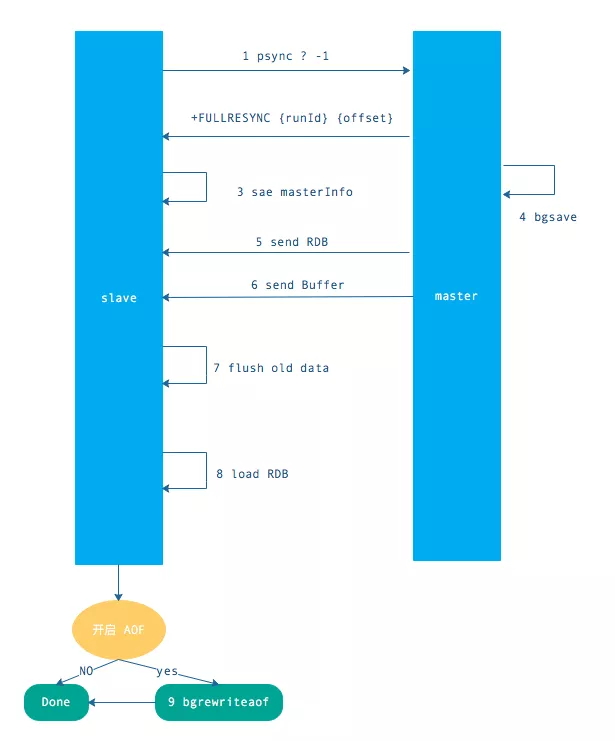 1 psync ? -1
+FULLRESYNC {runId} {offset}
3 sae masterInfo
4 bgsave
5 send RDB
6 send Buffer
slave
master
7 flush old data
8 load RDB
开启 AOF
NO
yes
Done
9 bgrewriteaof